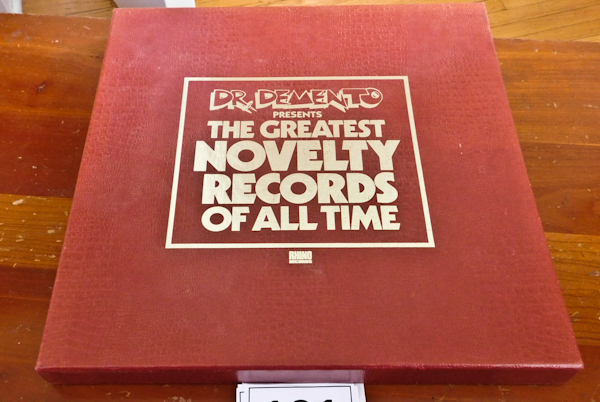 DR. DEMENTO
PRESENTS
THE GREATEST
NOVELTY
RECORDS
OF ALL TIME
RHINO